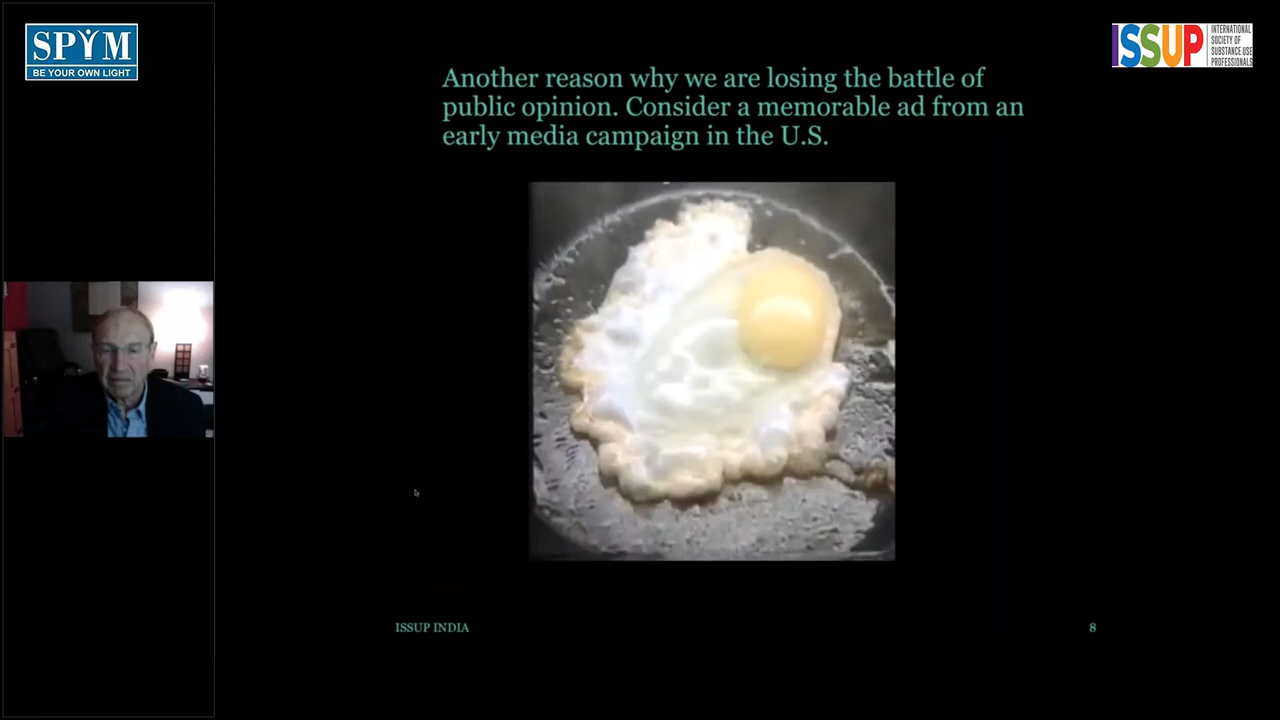 SPYM
BE YOUR OWN LIGHT
ISSUP
INTERNATIONAL
SOCIETY OF
SUBSTANCE USE
PROFESSIONALS
Another reason why we are losing the battle of
public opinion. Consider a memorable ad from an
early media campaign in the U.S.
ISSUP INDIA
8